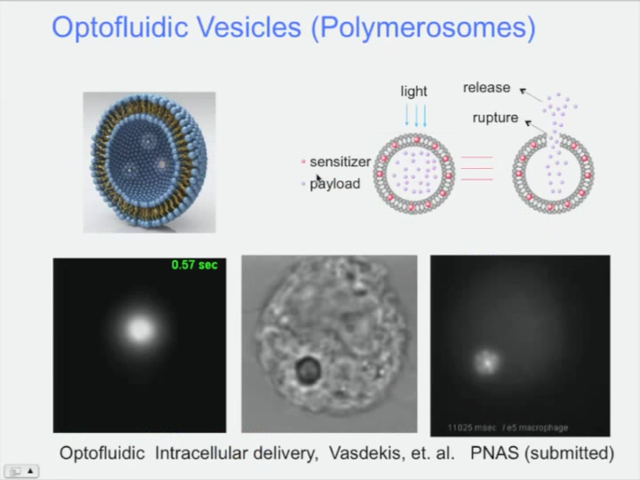 Optofluidic Vesicles (Polymerosomes)
light
release
rupture
sensitizer
payload
0.57 sec
11025 msec / e5 macrophage
Optofluidic Intracellular delivery, Vasdekis, et. al. PNAS (submitted)